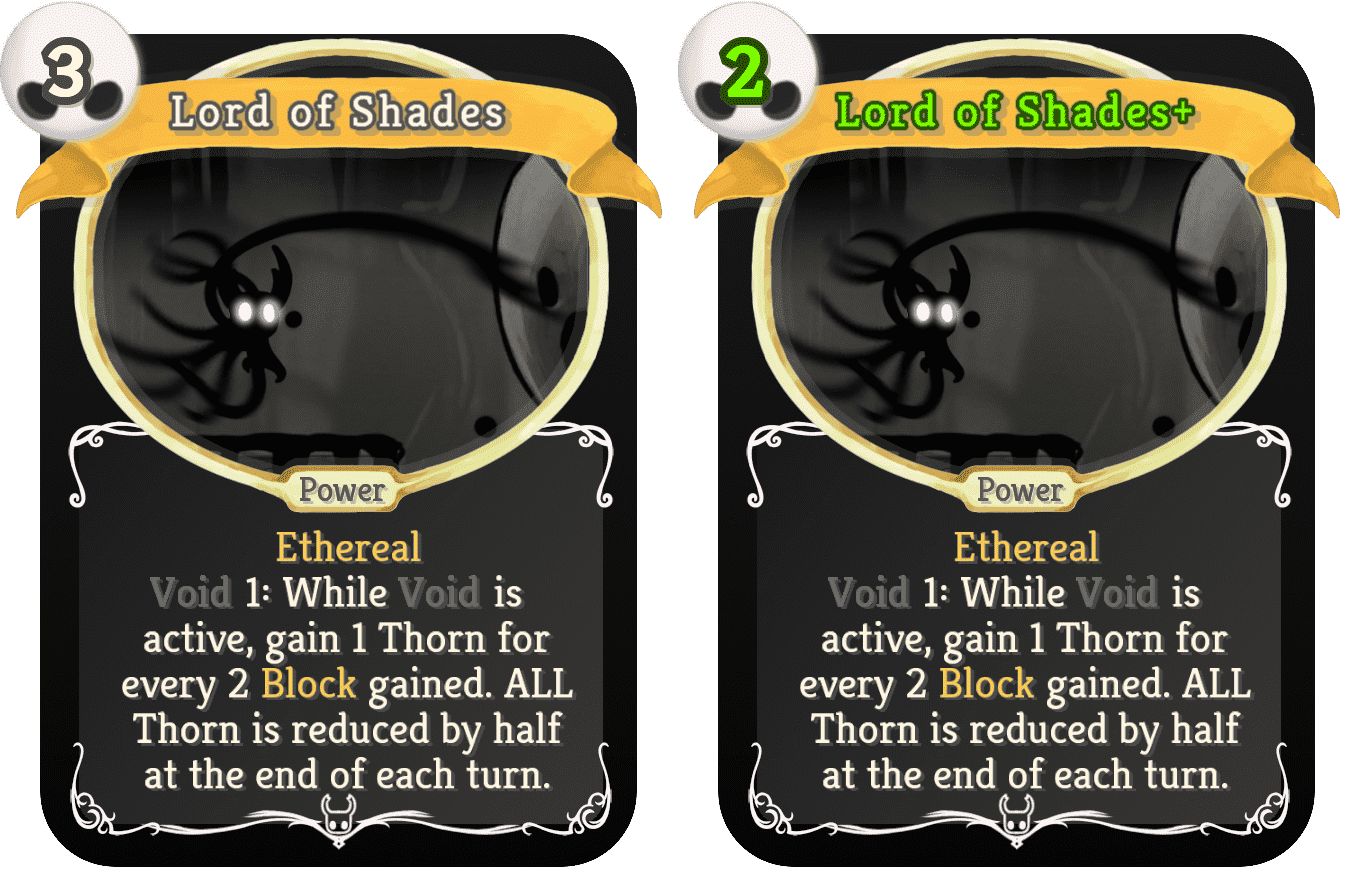 3
Lord of Shades
Power
Ethereal
Void 1: While Void is
active, gain 1 Thorn for
every 2 Block gained. ALL
Thorn is reduced by half
at the end of each turn.
2
Lord of Shades+
Power
Ethereal
Void 1: While Void is
active, gain 1 Thorn for
every 2 Block gained. ALL
Thorn is reduced by half
at the end of each turn.